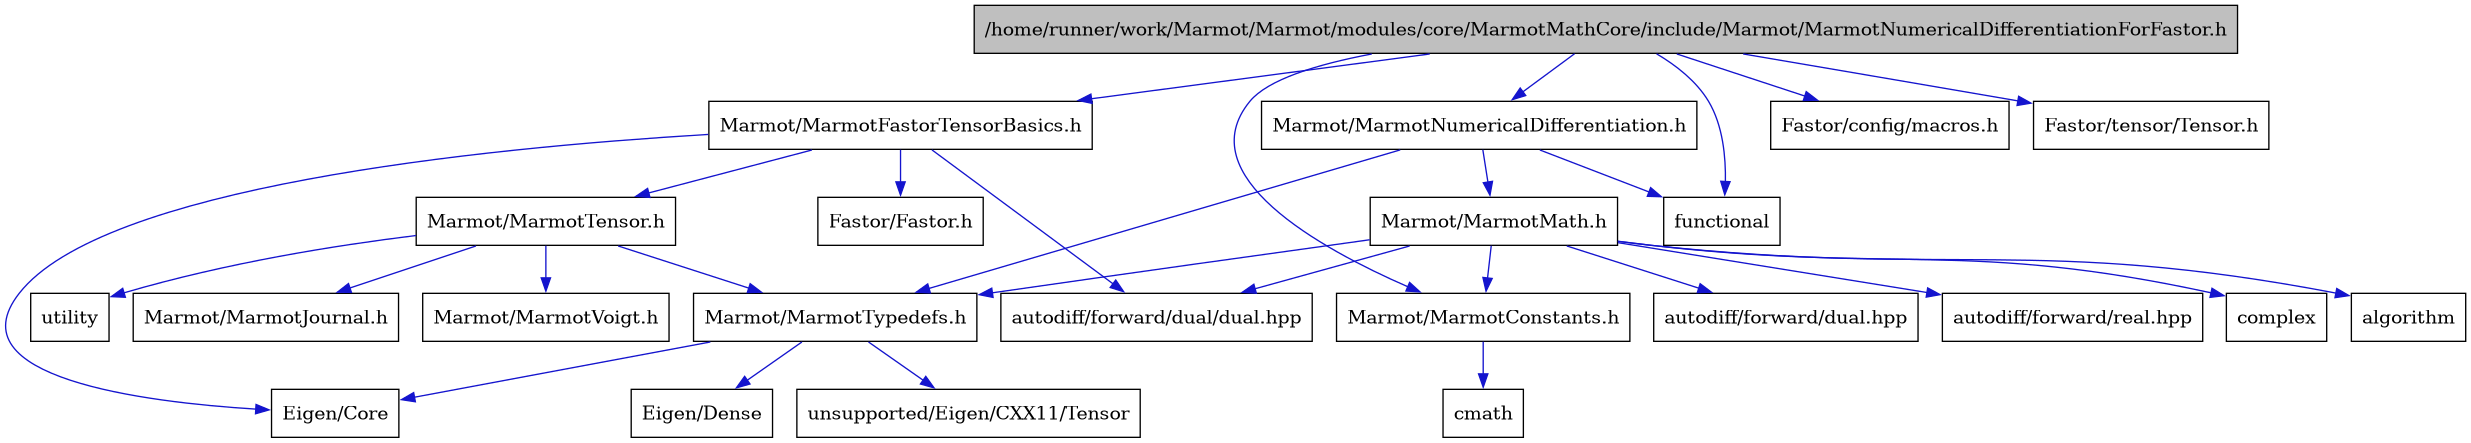 /home/runner/work/Marmot/Marmot/modules/core/MarmotMathCore/include/Marmot/MarmotNumericalDifferentiationForFastor.h
Marmot/MarmotFastorTensorBasics.h
Marmot/MarmotNumericalDifferentiation.h
Fastor/config/macros.h
Fastor/tensor/Tensor.h
Marmot/MarmotTensor.h
Fastor/Fastor.h
Marmot/MarmotMath.h
functional
utility
Marmot/MarmotJournal.h
Marmot/MarmotVoigt.h
Marmot/MarmotTypedefs.h
autodiff/forward/dual/dual.hpp
Marmot/MarmotConstants.h
autodiff/forward/dual.hpp
autodiff/forward/real.hpp
complex
algorithm
Eigen/Core
Eigen/Dense
unsupported/Eigen/CXX11/Tensor
cmath